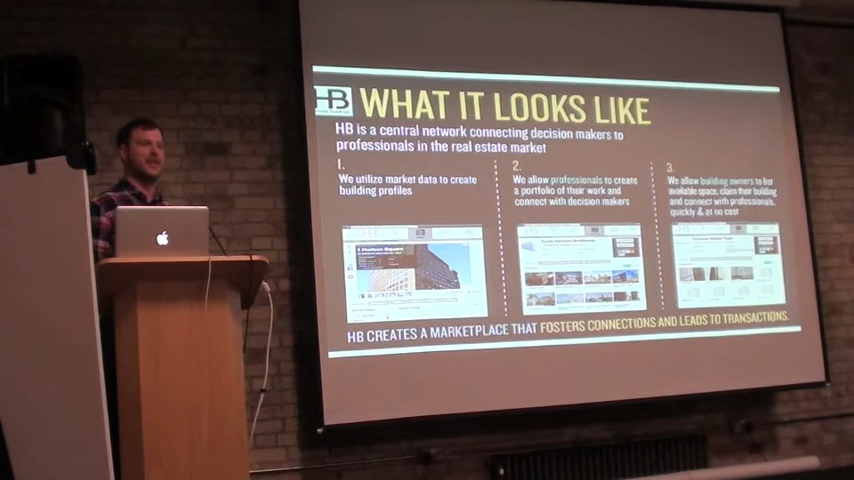 HB
WHAT IT LOOKS LIKE
HB is a central network connecting decision makers to
professionals in the real estate market
1.
We utilize market data to create
building profiles
2.
We allow professionals to create
a portfolio of their work and
connect with decision makers
3.
We allow building owners to list
available space, claim their building
and connect with professionals,
quickly & at no cost
1 Hudson Square
HB CREATES A MARKETPLACE THAT FOSTERS CONNECTIONS AND LEADS TO TRANSACTIONS.